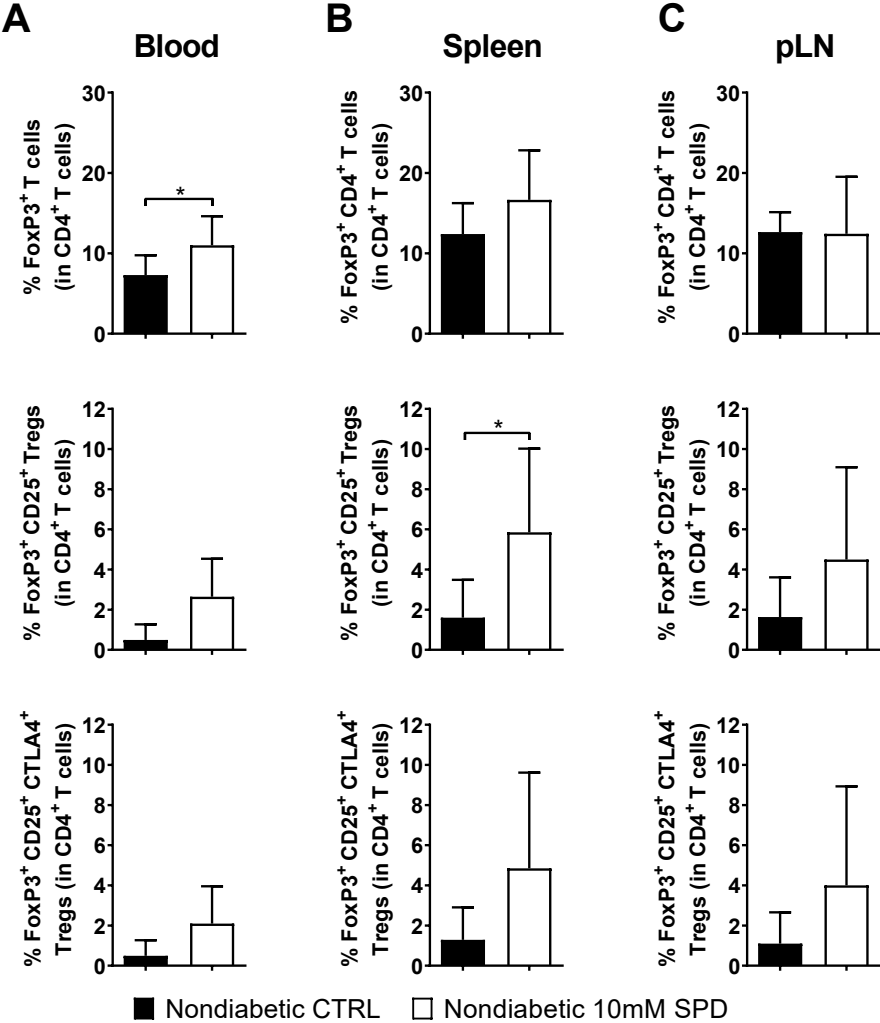 A
Blood
B
Spleen
C
pLN
% FoxP3⁺ T cells
(in CD4⁺ T cells)
30
20
10
0
*
% FoxP3⁺ CD4⁺ T cells
(in CD4⁺ T cells)
30
20
10
0
% FoxP3⁺ CD4⁺ T cells
(in CD4⁺ T cells)
30
20
10
0
% FoxP3⁺ CD25⁺ Tregs
(in CD4⁺ T cells)
12
10
8
6
4
2
0
% FoxP3⁺ CD25⁺ Tregs
(in CD4⁺ T cells)
12
10
8
6
4
2
0
*
% FoxP3⁺ CD25⁺ Tregs
(in CD4⁺ T cells)
12
10
8
6
4
2
0
% FoxP3⁺ CD25⁺ CTLA4⁺
Tregs (in CD4⁺ T cells)
12
10
8
6
4
2
0
% FoxP3⁺ CD25⁺ CTLA4⁺
Tregs (in CD4⁺ T cells)
12
10
8
6
4
2
0
% FoxP3⁺ CD25⁺ CTLA4⁺
Tregs (in CD4⁺ T cells)
12
10
8
6
4
2
0
Nondiabetic CTRL
Nondiabetic 10mM SPD